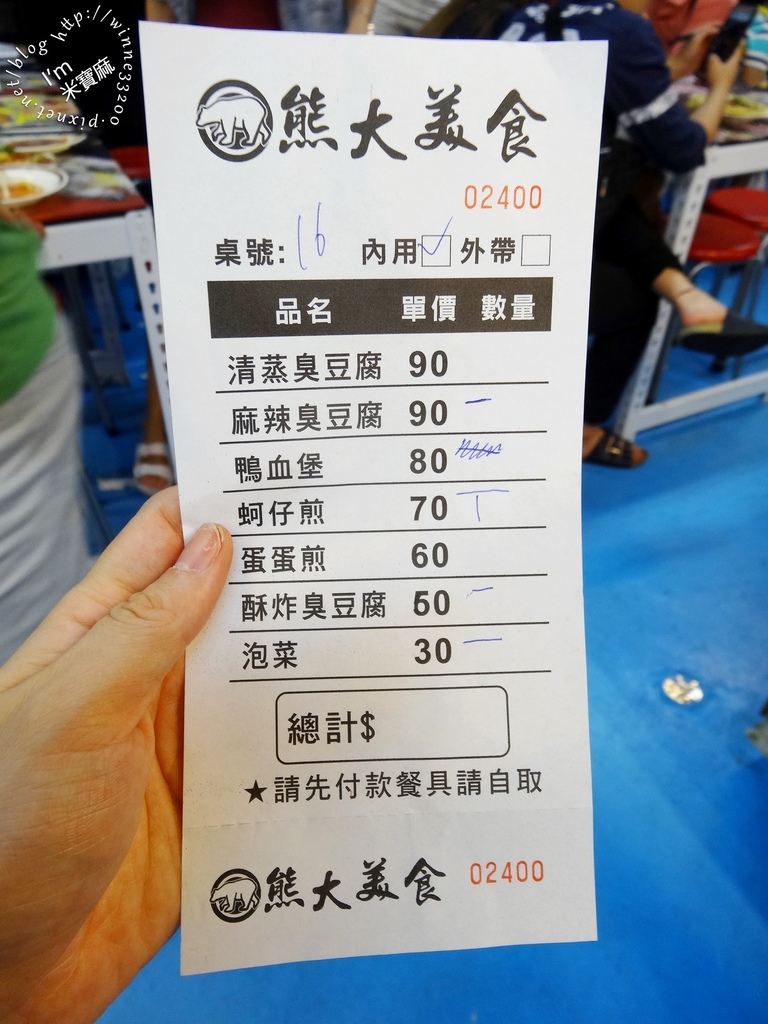 http://winne33200.pixnet.net/blog
I'm
米寶麻
熊大美食
02400
桌號: 16 內用☑ 外帶☐
品名 單價 數量
清蒸臭豆腐 90
麻辣臭豆腐 90 一
鴨血堡 80
蚵仔煎 70 T
蛋蛋煎 60
酥炸臭豆腐 50 一
泡菜 30 一
總計$
★請先付款餐具請自取
熊大美食 02400